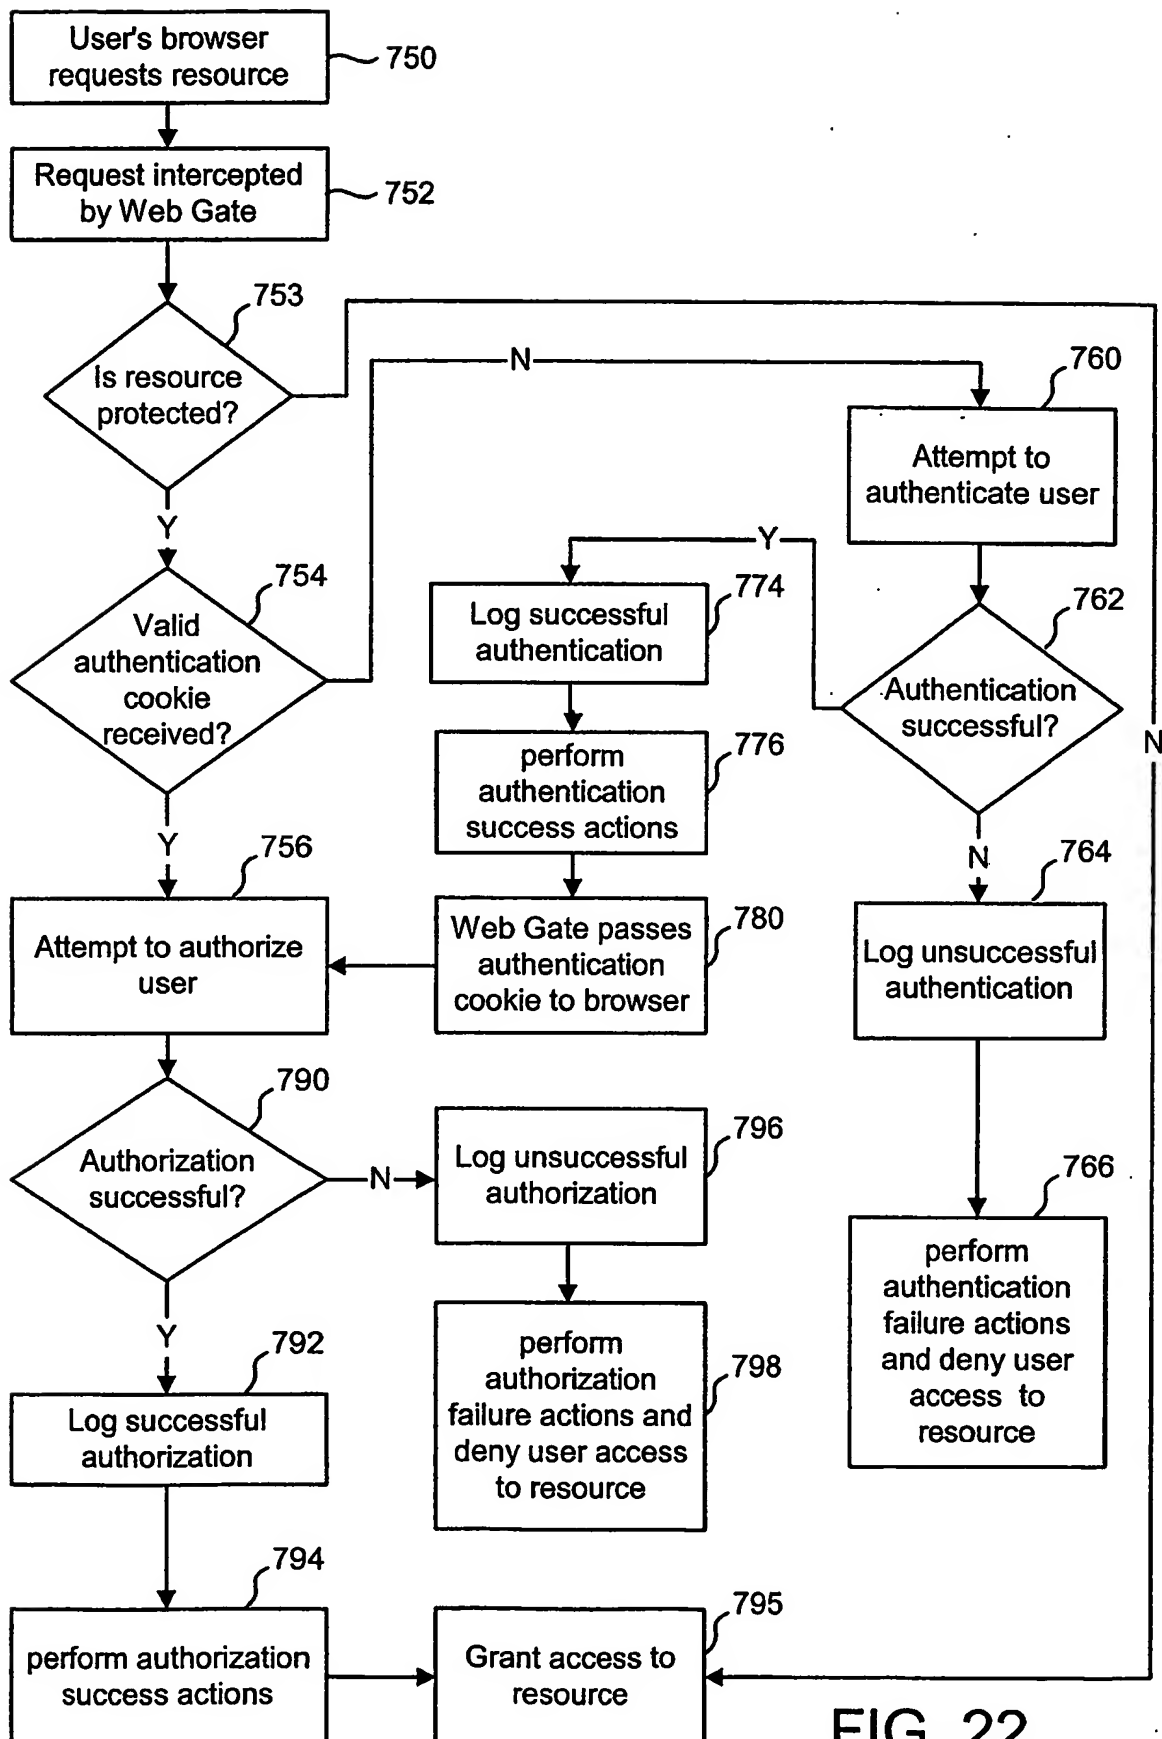 User's browser
requests resource
750
Request intercepted
by Web Gate
752
753
Is resource
protected?
N
760
Attempt to
authenticate user
Y
Y
754
Valid
authentication
cookie
received?
774
Log successful
authentication
762
Authentication
successful?
N
776
perform
authentication
success actions
Y
756
Attempt to authorize
user
780
Web Gate passes
authentication
cookie to browser
N
764
Log unsuccessful
authentication
790
Authorization
successful?
N
796
Log unsuccessful
authorization
766
perform
authentication
failure actions
and deny user
access to
resource
Y
792
Log successful
authorization
798
perform
authorization
failure actions and
deny user access
to resource
794
perform authorization
success actions
795
Grant access to
resource
FIG. 22